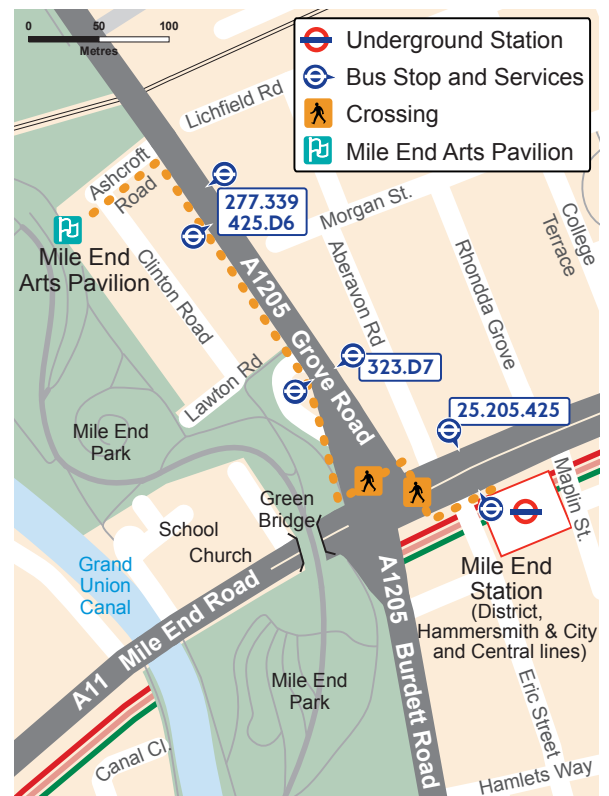 0 50 100
Metres
Underground Station
Bus Stop and Services
Crossing
Mile End Arts Pavilion
Lichfield Rd
Ashcroft
Road
277.339
425.D6
Morgan St.
College
Terrace
Mile End
Arts Pavilion
Clinton Road
A1205 Grove Road
Aberavon Rd
Rhondda Grove
Lawton Rd
323.D7
25.205.425
Mile End
Park
Maplin St.
Green
Bridge
School
Church
Grand
Union
Canal
Mile End
Station
(District,
Hammersmith & City
and Central lines)
A11 Mile End Road
A1205 Burdett Road
Mile End
Park
Eric Street
Canal Cl.
Hamlets Way